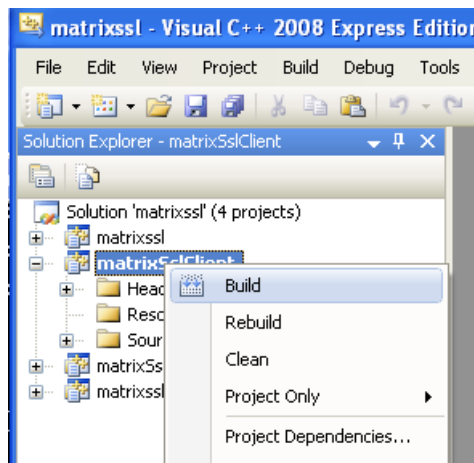 matrixssl - Visual C++ 2008 Express Edition
File Edit View Project Build Debug Tools
Solution Explorer - matrixSslClient
Solution 'matrixssl' (4 projects)
matrixssl
matrixSslClient
Build
Rebuild
Clean
Project Only
Project Dependencies...